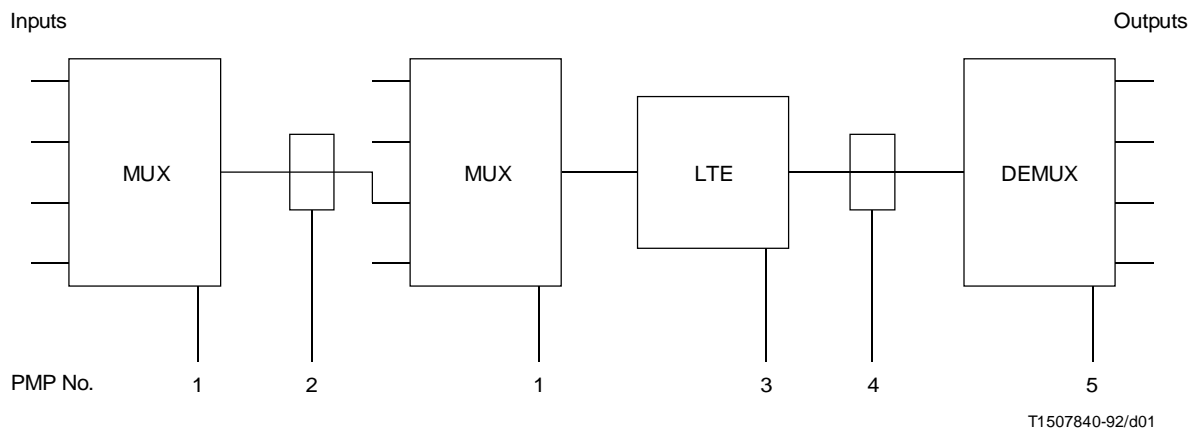 Inputs
Outputs
MUX
MUX
LTE
DEMUX
PMP No. 1 2 1 3 4 5
T1507840-92/d01